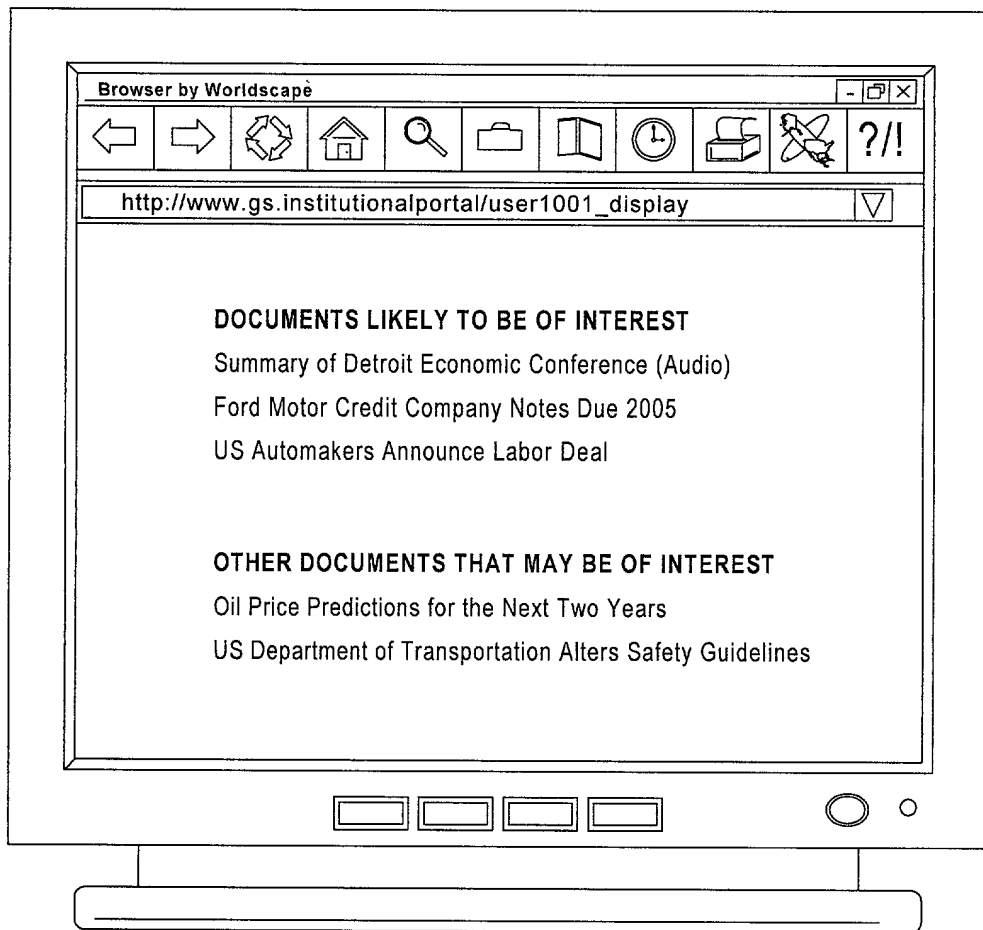 Browser by Worldscape
?/!
http://www.gs.institutionalportal/user1001_display
DOCUMENTS LIKELY TO BE OF INTEREST
Summary of Detroit Economic Conference (Audio)
Ford Motor Credit Company Notes Due 2005
US Automakers Announce Labor Deal
OTHER DOCUMENTS THAT MAY BE OF INTEREST
Oil Price Predictions for the Next Two Years
US Department of Transportation Alters Safety Guidelines